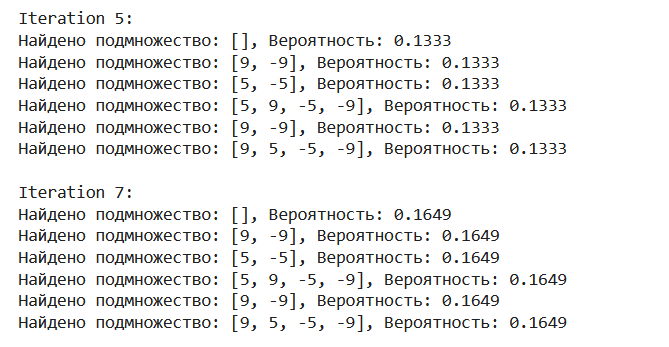 Iteration 5:
Найдено подмножество: [], Вероятность: 0.1333
Найдено подмножество: [9, -9], Вероятность: 0.1333
Найдено подмножество: [5, -5], Вероятность: 0.1333
Найдено подмножество: [5, 9, -5, -9], Вероятность: 0.1333
Найдено подмножество: [9, -9], Вероятность: 0.1333
Найдено подмножество: [9, 5, -5, -9], Вероятность: 0.1333

Iteration 7:
Найдено подмножество: [], Вероятность: 0.1649
Найдено подмножество: [9, -9], Вероятность: 0.1649
Найдено подмножество: [5, -5], Вероятность: 0.1649
Найдено подмножество: [5, 9, -5, -9], Вероятность: 0.1649
Найдено подмножество: [9, -9], Вероятность: 0.1649
Найдено подмножество: [9, 5, -5, -9], Вероятность: 0.1649